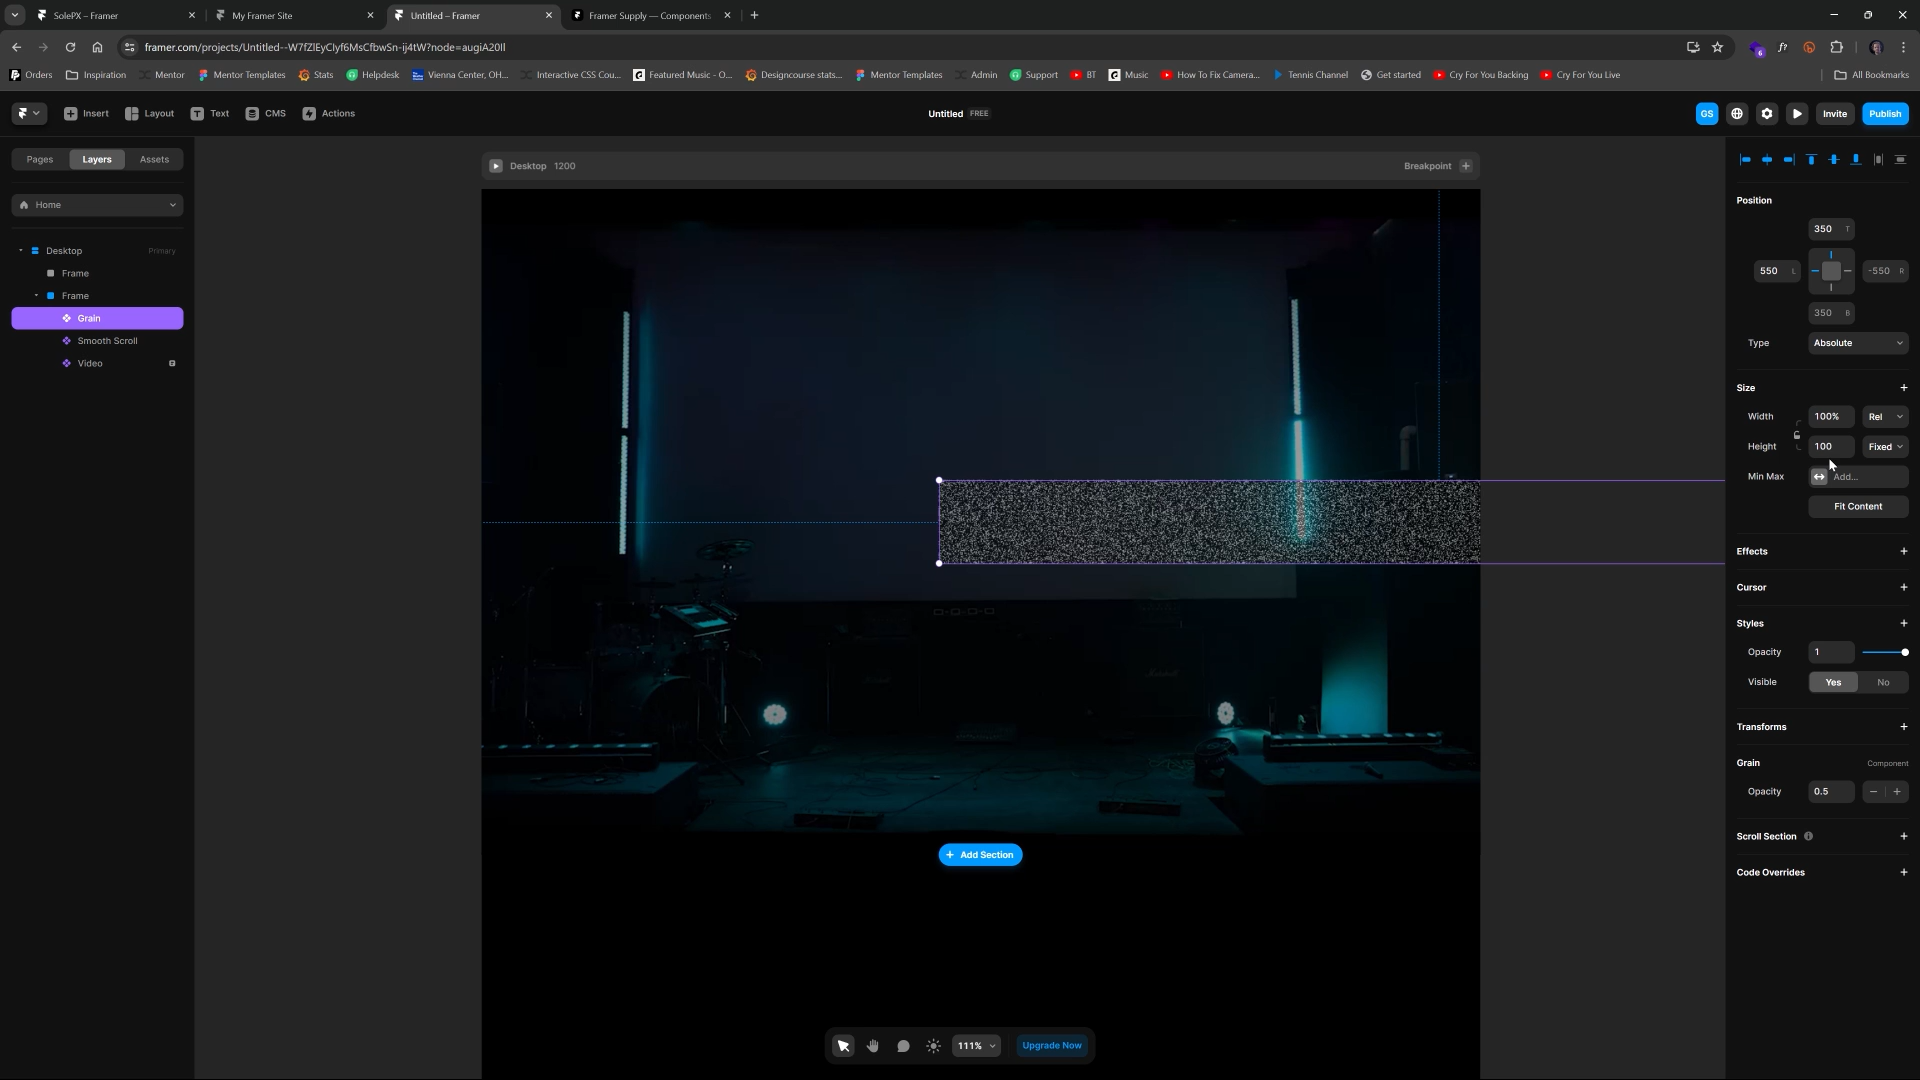 SolePX – Framer
My Framer Site
Untitled – Framer
Framer Supply — Components
framer.com/projects/Untitled--W7fZlEyClyf6MsCfbwSn-ij4tW?node=augiA20Il
6
f?
Orders
Inspiration
Mentor
Mentor Templates
Stats
Helpdesk
Vienna Center, OH...
Interactive CSS Cou...
Featured Music - O...
Designcourse stats...
Mentor Templates
Admin
Support
BT
Music
How To Fix Camera...
Tennis Channel
Get started
Cry For You Backing
Cry For You Live
All Bookmarks
Insert
Layout
Text
CMS
Actions
Untitled FREE
GS
Invite
Publish
Pages
Layers
Assets
Home
Desktop Primary
Frame
Frame
Grain
Smooth Scroll
Video
Desktop 1200
Breakpoint
Add Section
111%
Upgrade Now
Position
350 T
550 L
-550 R
350 B
Type Absolute
Size
Width 100% Rel
Height 100 Fixed
Min Max Add...
Fit Content
Effects
Cursor
Styles
Opacity 1
Visible Yes No
Transforms
Grain Component
Opacity 0.5
Scroll Section
Code Overrides